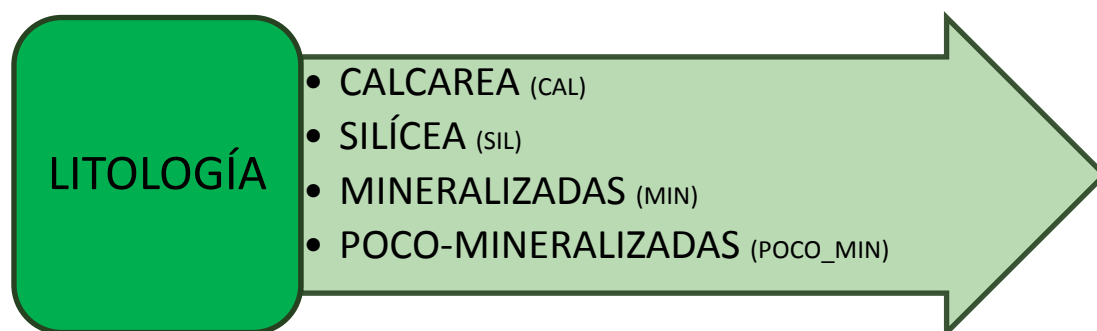 LITOLOGÍA
• CALCAREA (CAL)
• SILÍCEA (SIL)
• MINERALIZADAS (MIN)
• POCO-MINERALIZADAS (POCO_MIN)